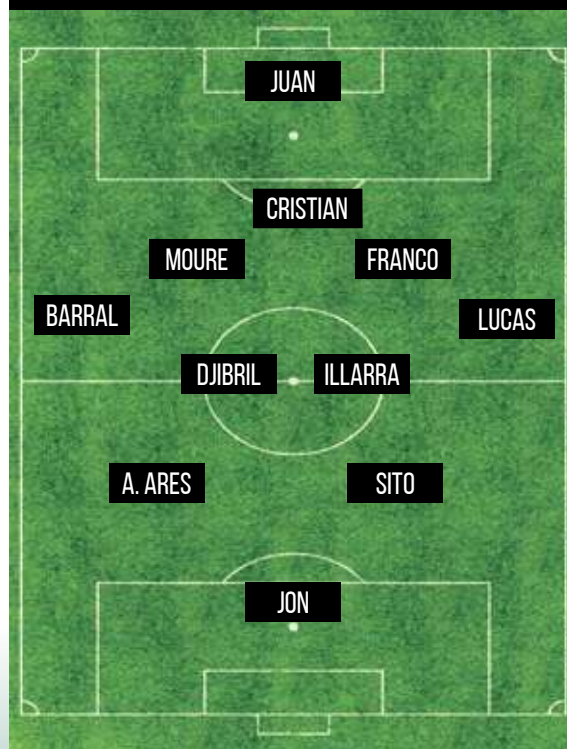 JUAN
CRISTIAN
MOURE
FRANCO
BARRAL
LUCAS
DJIBRIL
ILLARRA
A. ARES
SITO
JON